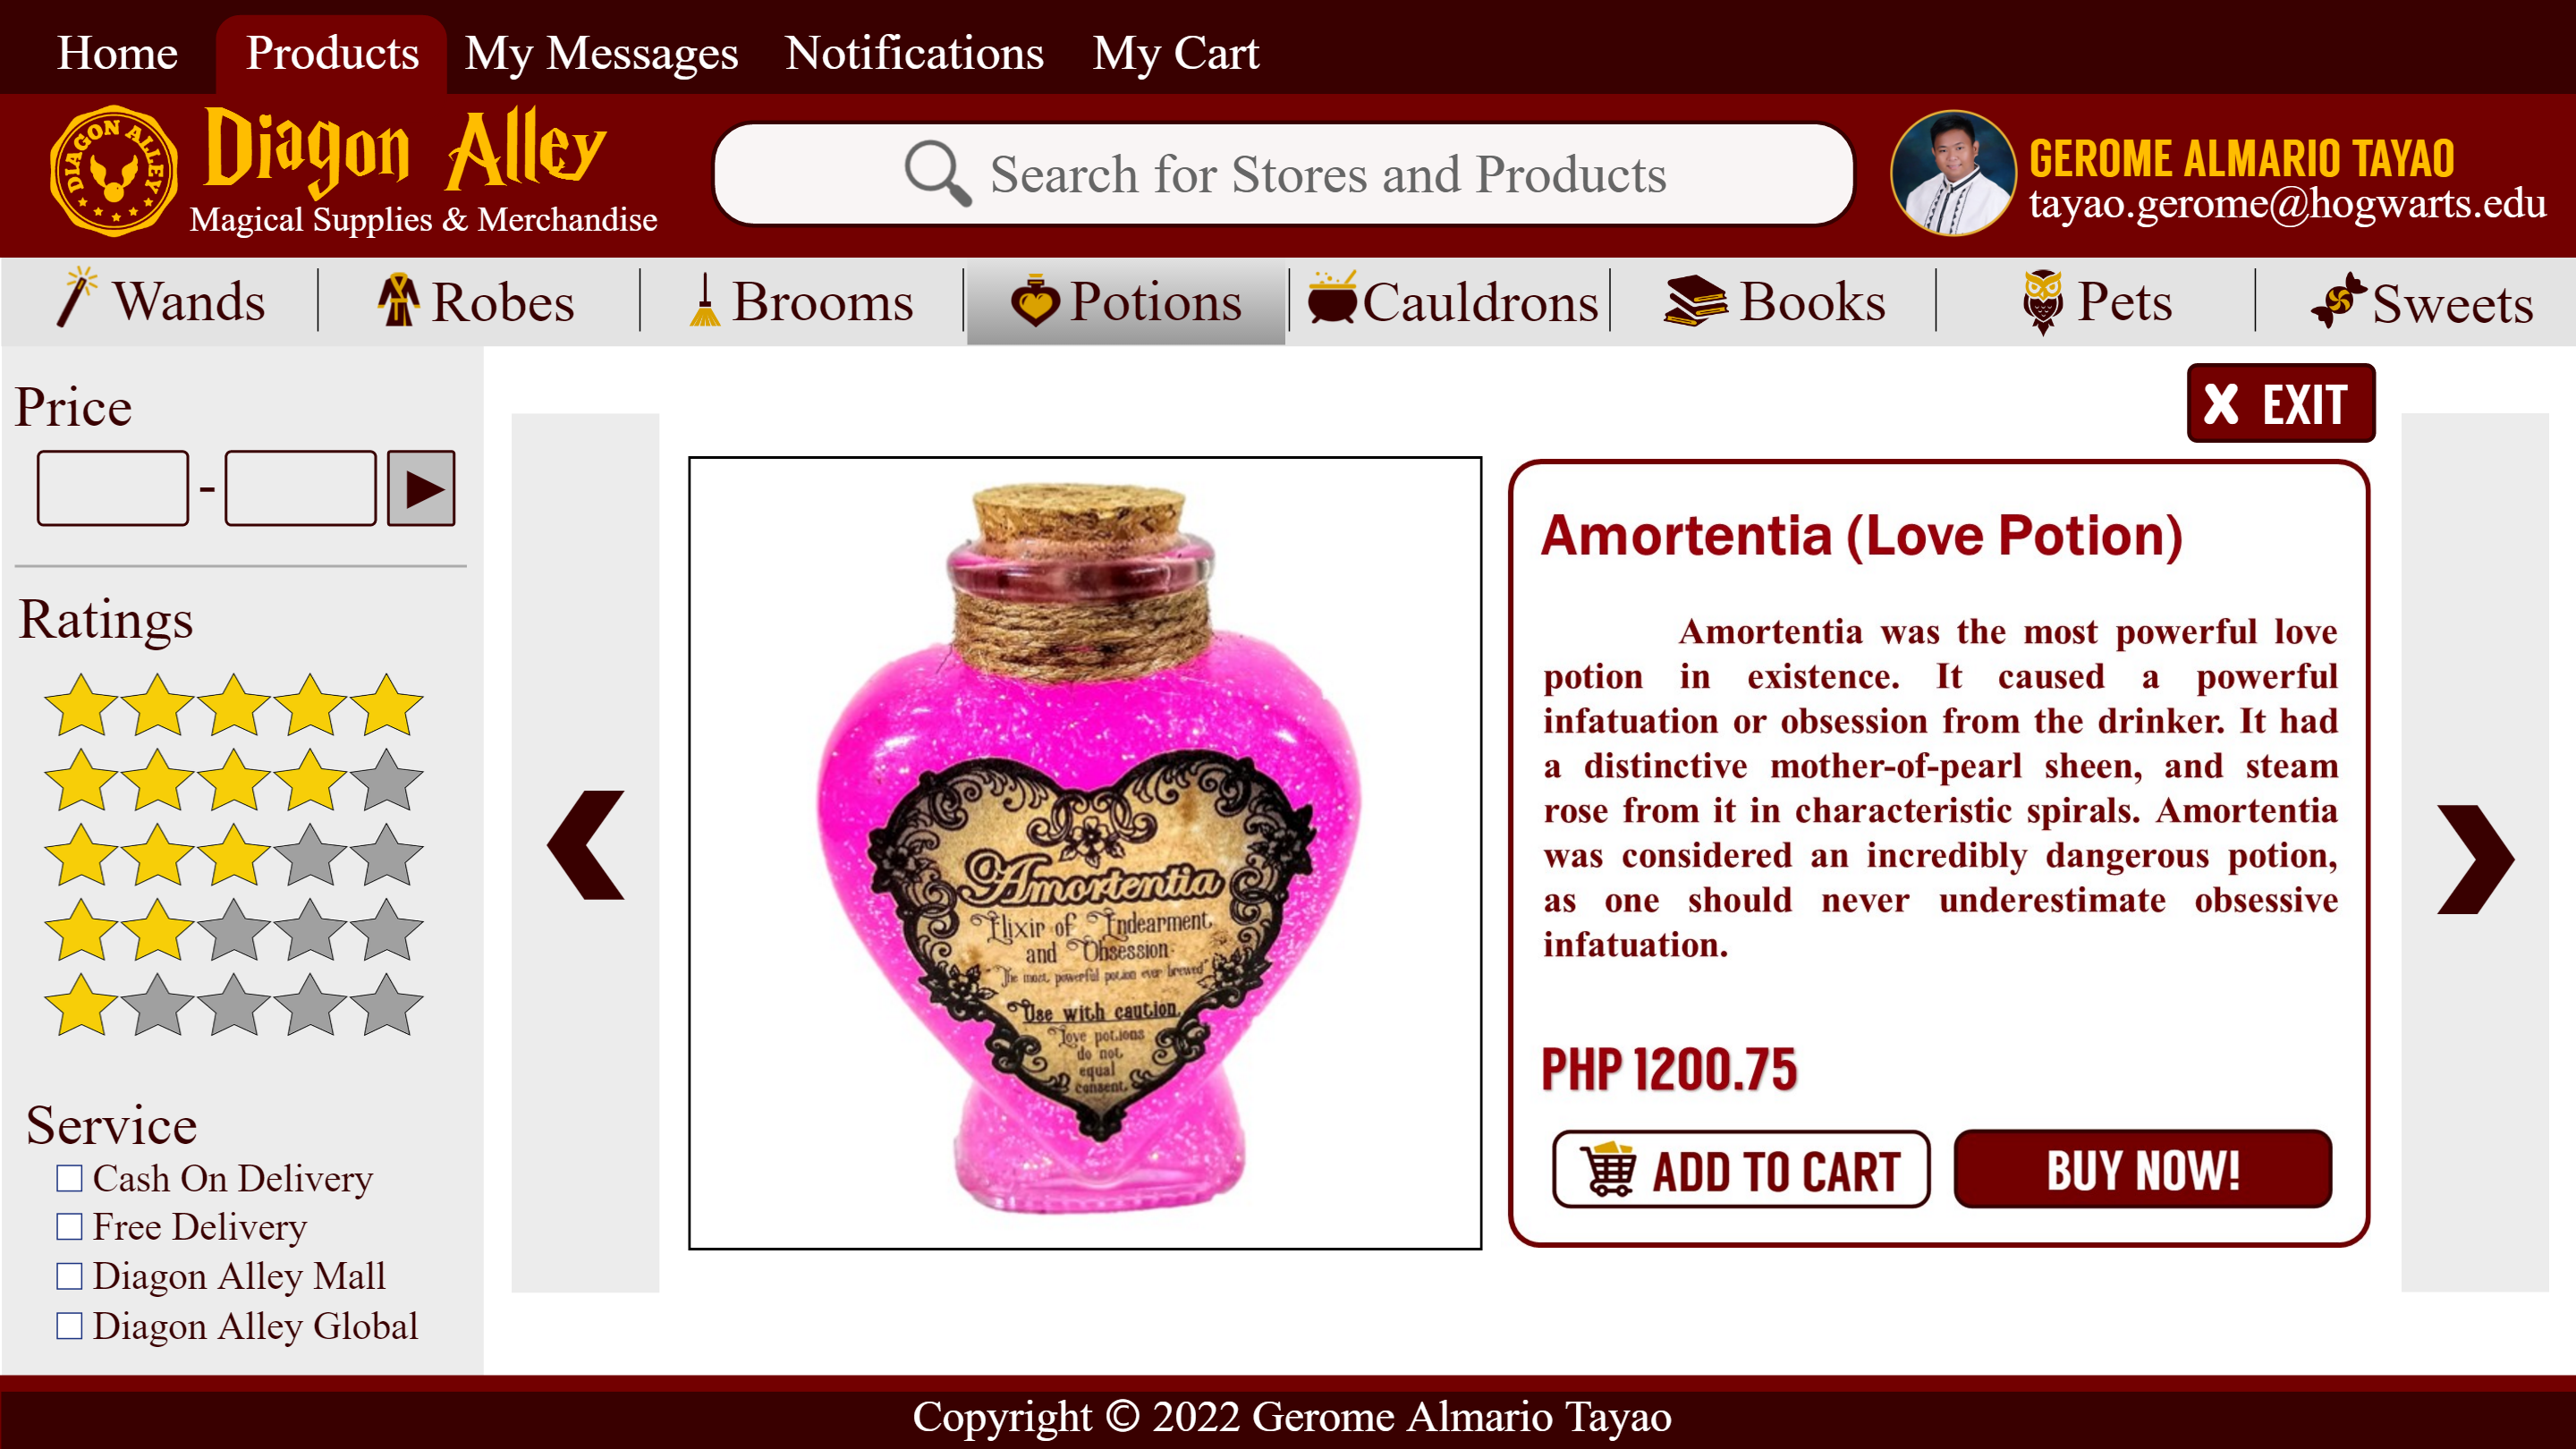 Home Products My Messages Notifications My Cart
DIAGON ALLEY
Diagon Alley
Magical Supplies & Merchandise
Search for Stores and Products
GEROME ALMARIO TAYAO
tayao.gerome@hogwarts.edu
Wands Robes Brooms Potions Cauldrons Books Pets Sweets
Price
-
Ratings
Service
Cash On Delivery
Free Delivery
Diagon Alley Mall
Diagon Alley Global
X EXIT
Amortentia
Elixir of Endearment
and Obsession
The most powerful potion ever brewed
Use with caution
Love potions
do not
equal
consent.
Amortentia (Love Potion)
Amortentia was the most powerful love
potion in existence. It caused a powerful
infatuation or obsession from the drinker. It had
a distinctive mother-of-pearl sheen, and steam
rose from it in characteristic spirals. Amortentia
was considered an incredibly dangerous potion,
as one should never underestimate obsessive
infatuation.
PHP 1200.75
ADD TO CART
BUY NOW!
Copyright © 2022 Gerome Almario Tayao